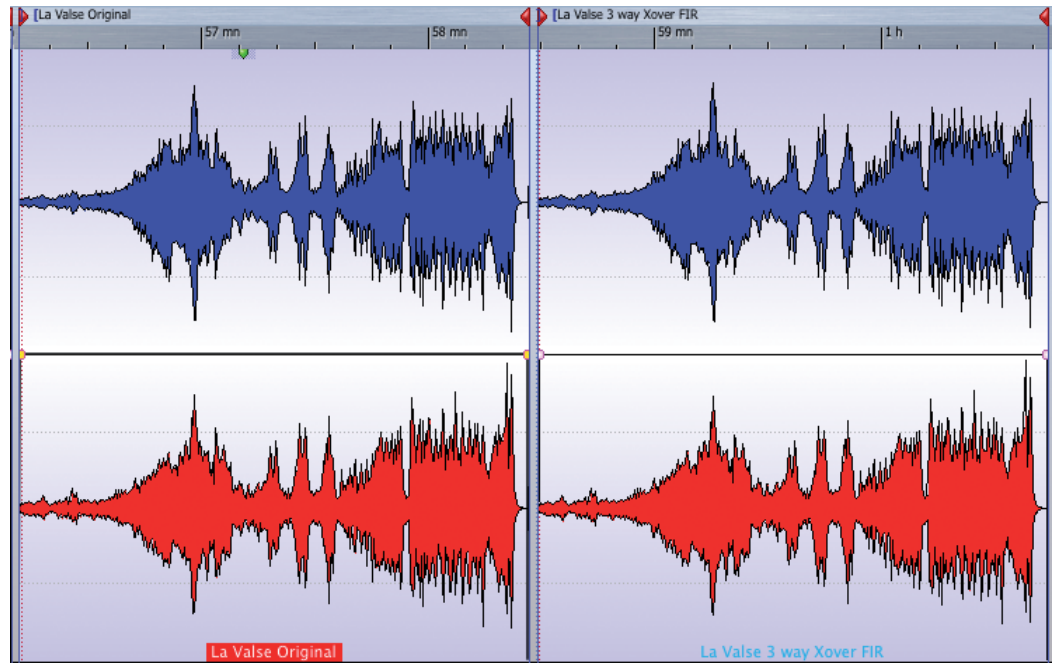 [La Valse Original
[La Valse 3 way Xover FIR
57 mn
58 mn
59 mn
1 h
La Valse Original
La Valse 3 way Xover FIR